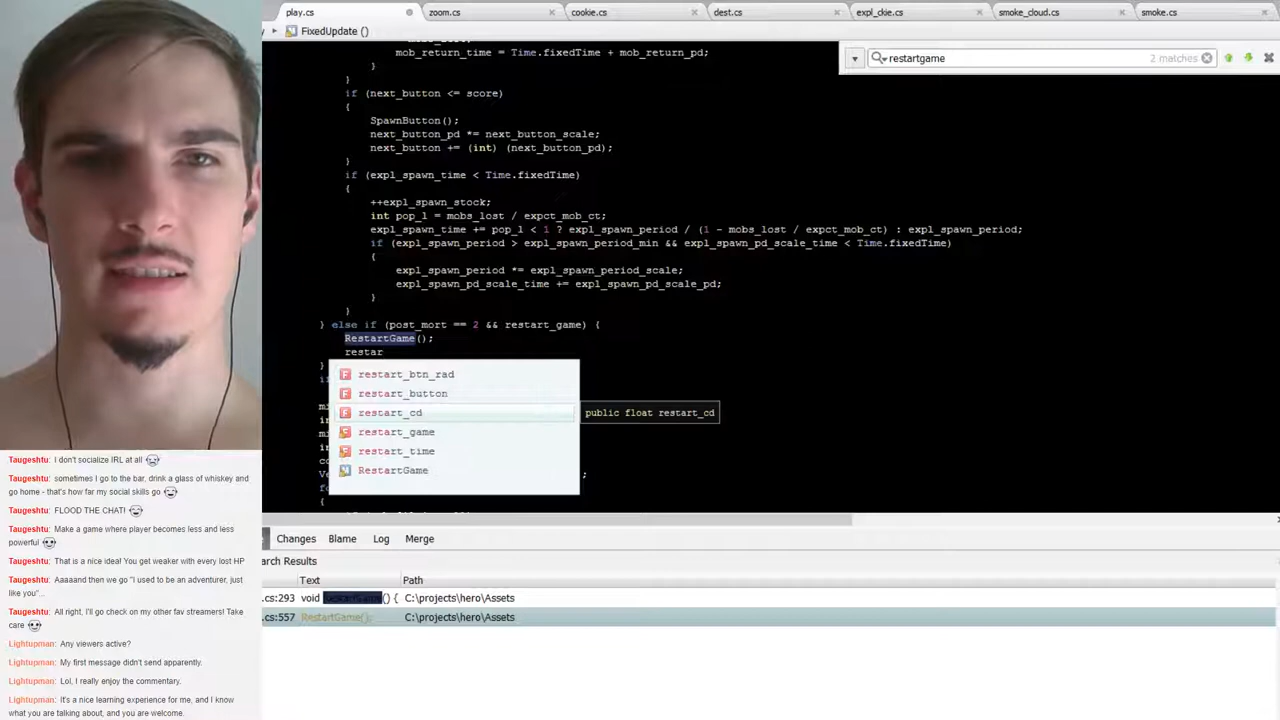 play.cs
zoom.cs
cookie.cs
dest.cs
expl_ckie.cs
smoke_cloud.cs
smoke.cs
FixedUpdate ()
restartgame
2 matches
mob_return_time = Time.fixedTime + mob_return_pd;
}
}
if (next_button <= score)
{
SpawnButton();
next_button_pd *= next_button_scale;
next_button += (int) (next_button_pd);
}
if (expl_spawn_time < Time.fixedTime)
{
++expl_spawn_stock;
int pop_l = mobs_lost / expct_mob_ct;
expl_spawn_time += pop_l < 1 ? expl_spawn_period / (1 - mobs_lost / expct_mob_ct) : expl_spawn_period;
if (expl_spawn_period > expl_spawn_period_min && expl_spawn_pd_scale_time < Time.fixedTime)
{
expl_spawn_period *= expl_spawn_period_scale;
expl_spawn_pd_scale_time += expl_spawn_pd_scale_pd;
}
}
} else if (post_mort == 2 && restart_game) {
RestartGame();
restar
}
restart_btn_rad
restart_button
restart_cd
public float restart_cd
restart_game
restart_time
RestartGame
;
{
Changes
Blame
Log
Merge
arch Results
Text
Path
.cs:293
void RestartGame() {
C:\projects\hero\Assets
.cs:557
RestartGame();
C:\projects\hero\Assets
Taugeshtu: I don't socialize IRL at all
Taugeshtu: sometimes I go to the bar, drink a glass of whiskey and
go home - that's how far my social skills go
Taugeshtu: FLOOD THE CHAT!
Taugeshtu: Make a game where player becomes less and less
powerful
Taugeshtu: That is a nice idea! You get weaker with every lost HP
Taugeshtu: Aaaaand then we go "I used to be an adventurer, just
like you"...
Taugeshtu: All right, I'll go check on my other fav streamers! Take
care
Lightupman: Any viewers active?
Lightupman: My first message didn't send apparently.
Lightupman: Lol, I really enjoy the commentary.
Lightupman: It's a nice learning experience for me, and I know
what you are talking about, and you are welcome.